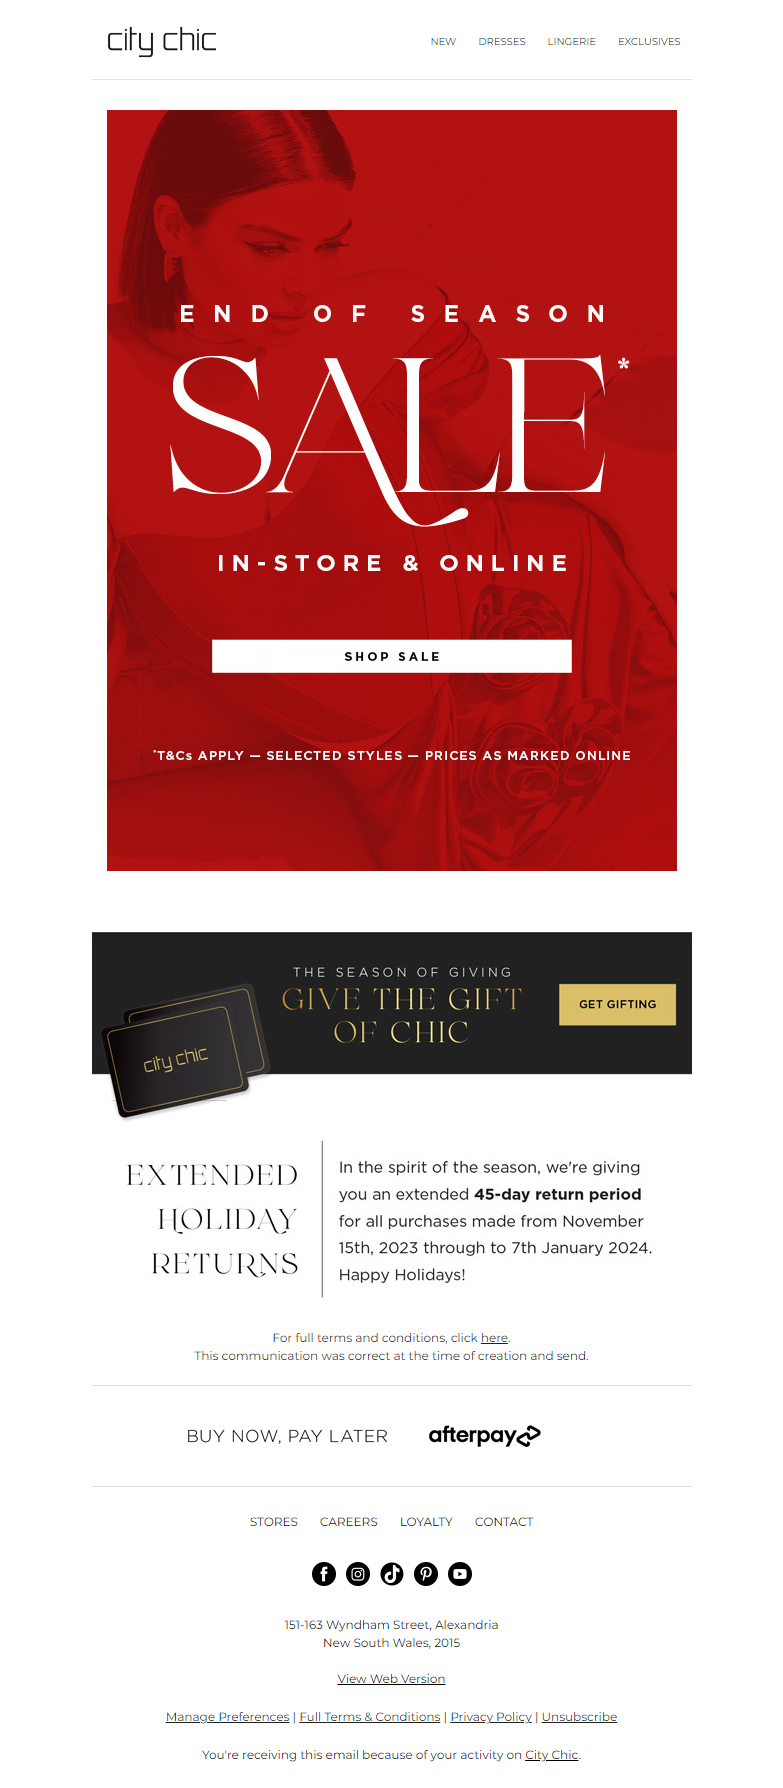 city chic
NEW DRESSES LINGERIE EXCLUSIVES
END OF SEASON
SALE*
IN-STORE & ONLINE
SHOP SALE
*T&Cs APPLY — SELECTED STYLES — PRICES AS MARKED ONLINE
THE SEASON OF GIVING
GIVE THE GIFT
OF CHIC
GET GIFTING
city chic
EXTENDED
HOLIDAY
RETURNS
In the spirit of the season, we're giving
you an extended 45-day return period
for all purchases made from November
15th, 2023 through to 7th January 2024.
Happy Holidays!
For full terms and conditions, click here.
This communication was correct at the time of creation and send.
BUY NOW, PAY LATER afterpay
STORES CAREERS LOYALTY CONTACT
151-163 Wyndham Street, Alexandria
New South Wales, 2015
View Web Version
Manage Preferences | Full Terms & Conditions | Privacy Policy | Unsubscribe
You're receiving this email because of your activity on City Chic.